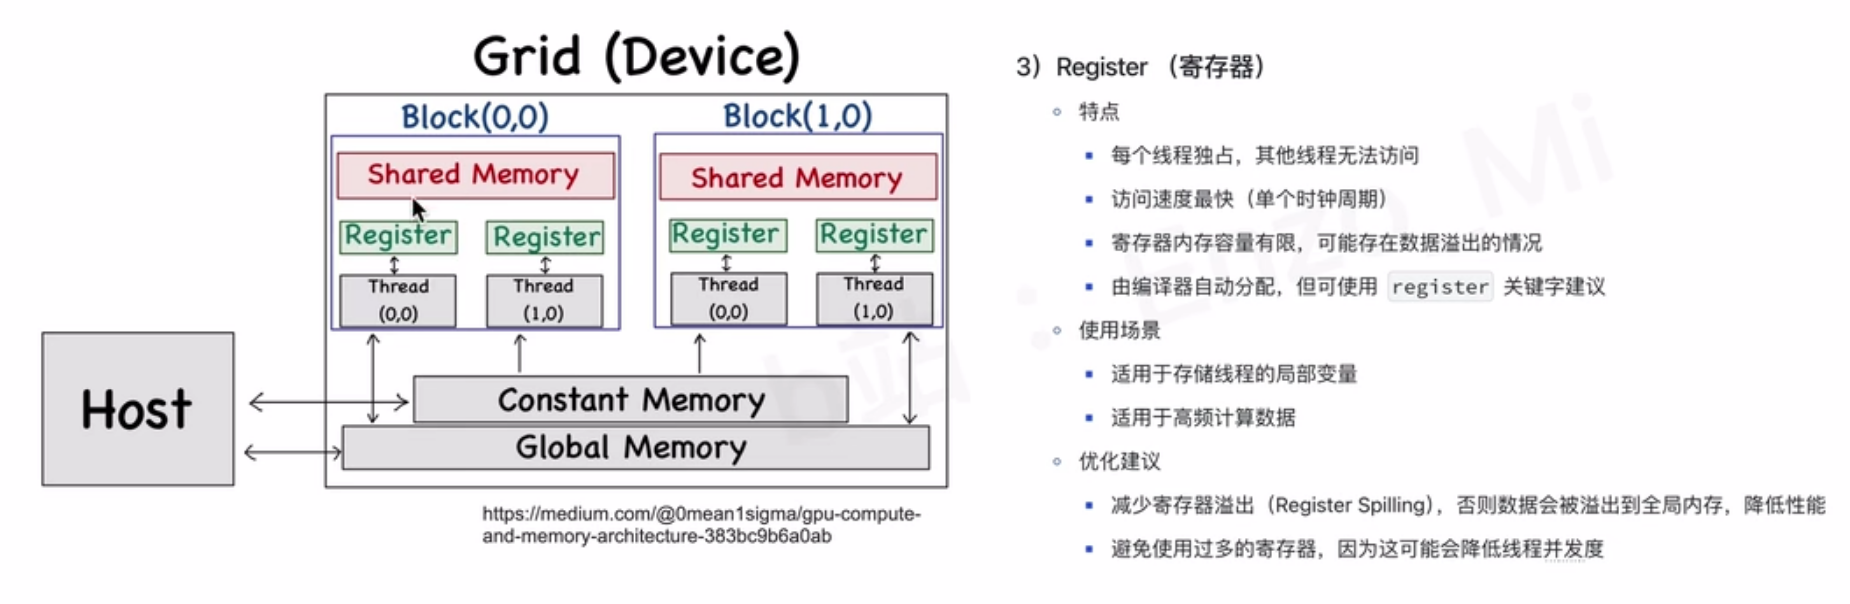 Grid (Device)
Block(0,0)
Block(1,0)
Shared Memory
Shared Memory
Register
Register
Register
Register
Thread
(0,0)
Thread
(1,0)
Thread
(0,0)
Thread
(1,0)
Host
Constant Memory
Global Memory
https://medium.com/@0mean1sigma/gpu-compute-
and-memory-architecture-383bc9b6a0ab
3）Register （寄存器）
特点
每个线程独占，其他线程无法访问
访问速度最快（单个时钟周期）
寄存器内存容量有限，可能存在数据溢出的情况
由编译器自动分配，但可使用 register 关键字建议
使用场景
适用于存储线程的局部变量
适用于高频计算数据
优化建议
减少寄存器溢出（Register Spilling），否则数据会被溢出到全局内存，降低性能
避免使用过多的寄存器，因为这可能会降低线程并发度
b站：Enzo_Mi